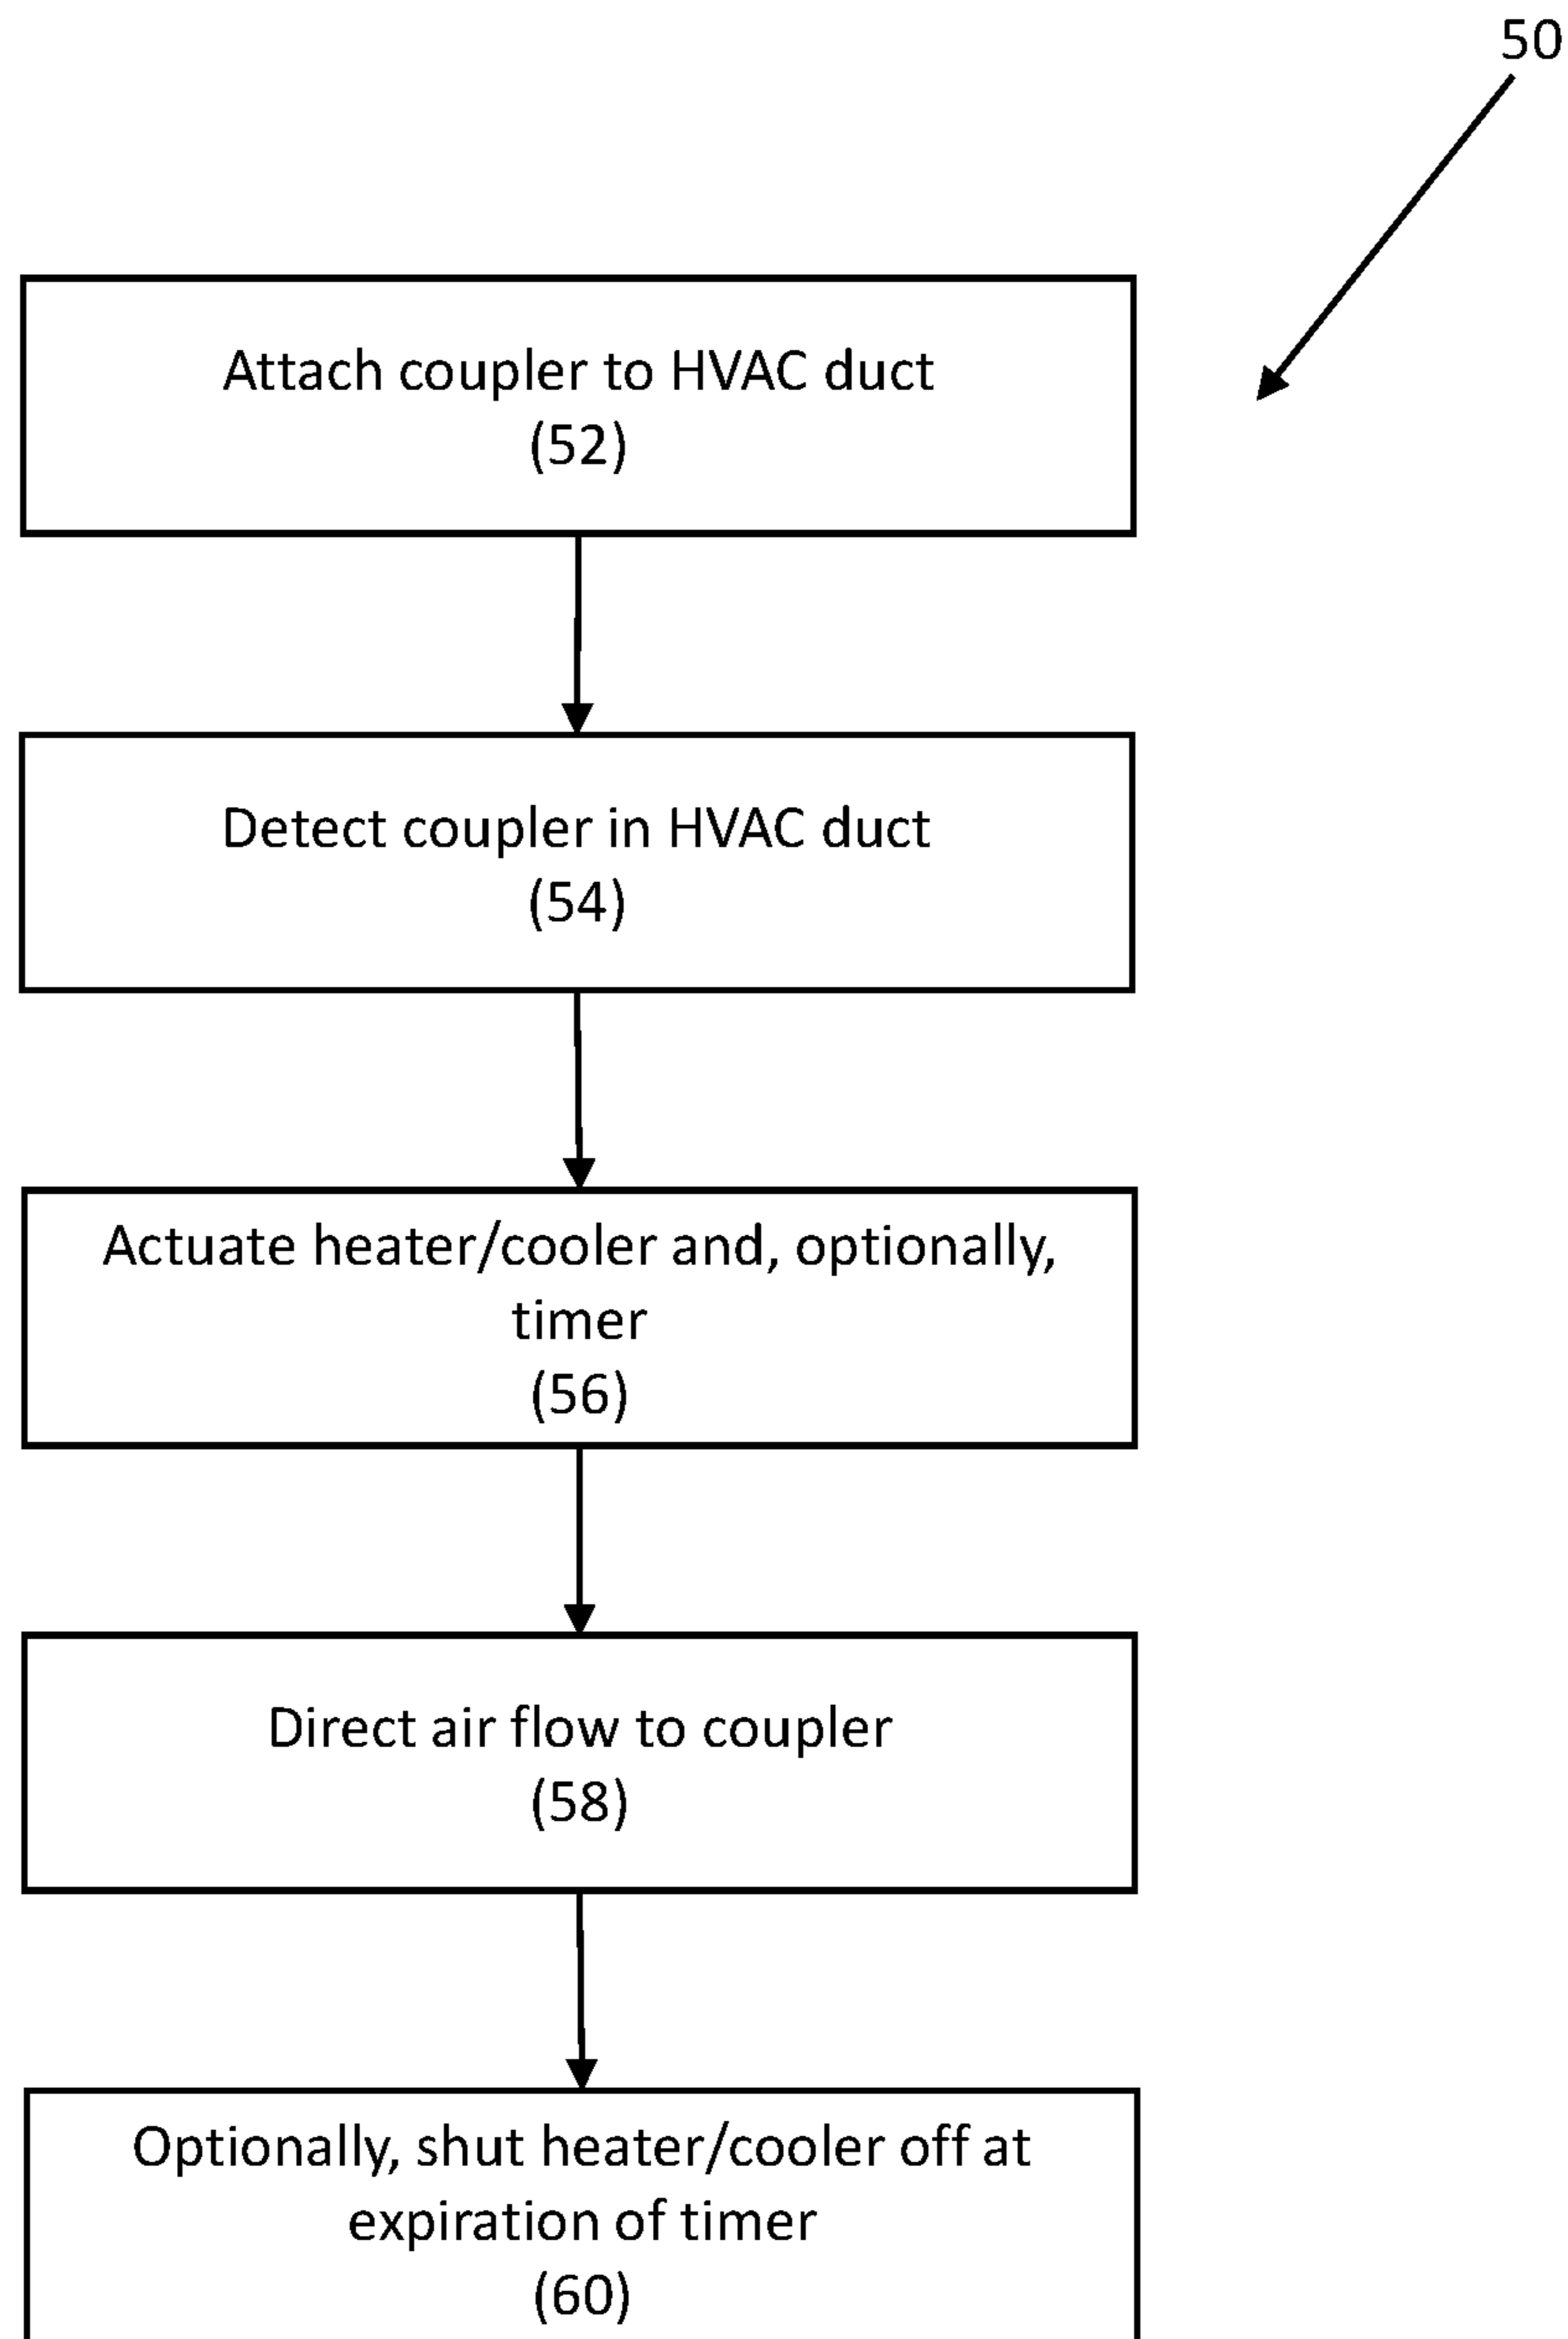 50
Attach coupler to HVAC duct
(52)
Detect coupler in HVAC duct
(54)
Actuate heater/cooler and, optionally,
timer
(56)
Direct air flow to coupler
(58)
Optionally, shut heater/cooler off at
expiration of timer
(60)